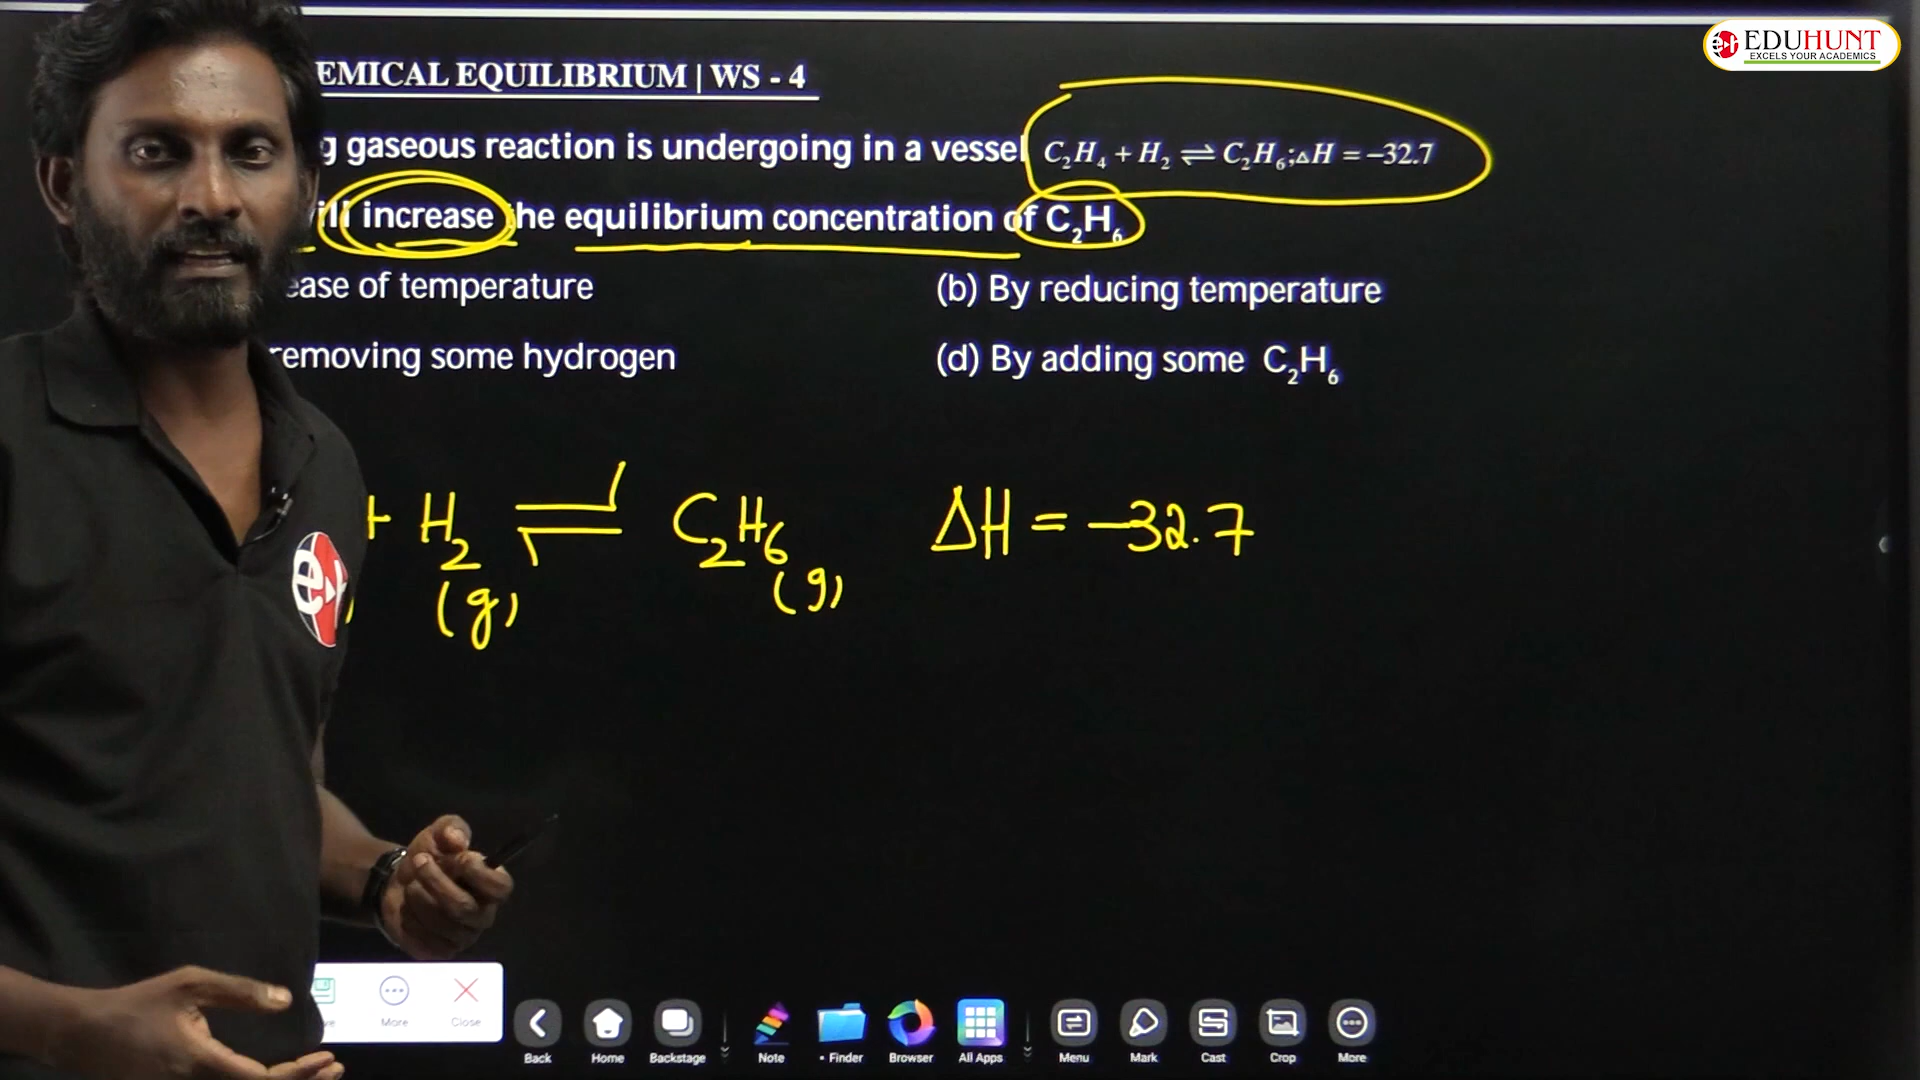 EDUHUNT
EXCELS YOUR ACADEMICS
EMICAL EQUILIBRIUM | WS - 4
g gaseous reaction is undergoing in a vessel C₂H₄ + H₂ ⇌ C₂H₆; ΔH = −32.7
ill increase the equilibrium concentration of C₂H₆
ease of temperature (b) By reducing temperature
removing some hydrogen (d) By adding some C₂H₆
+ H₂ ⇌ C₂H₆ ΔH = −32.7
(g) (g)
e
More Close
Back Home Backstage Note • Finder Browser All Apps Menu Mark Cast Crop More